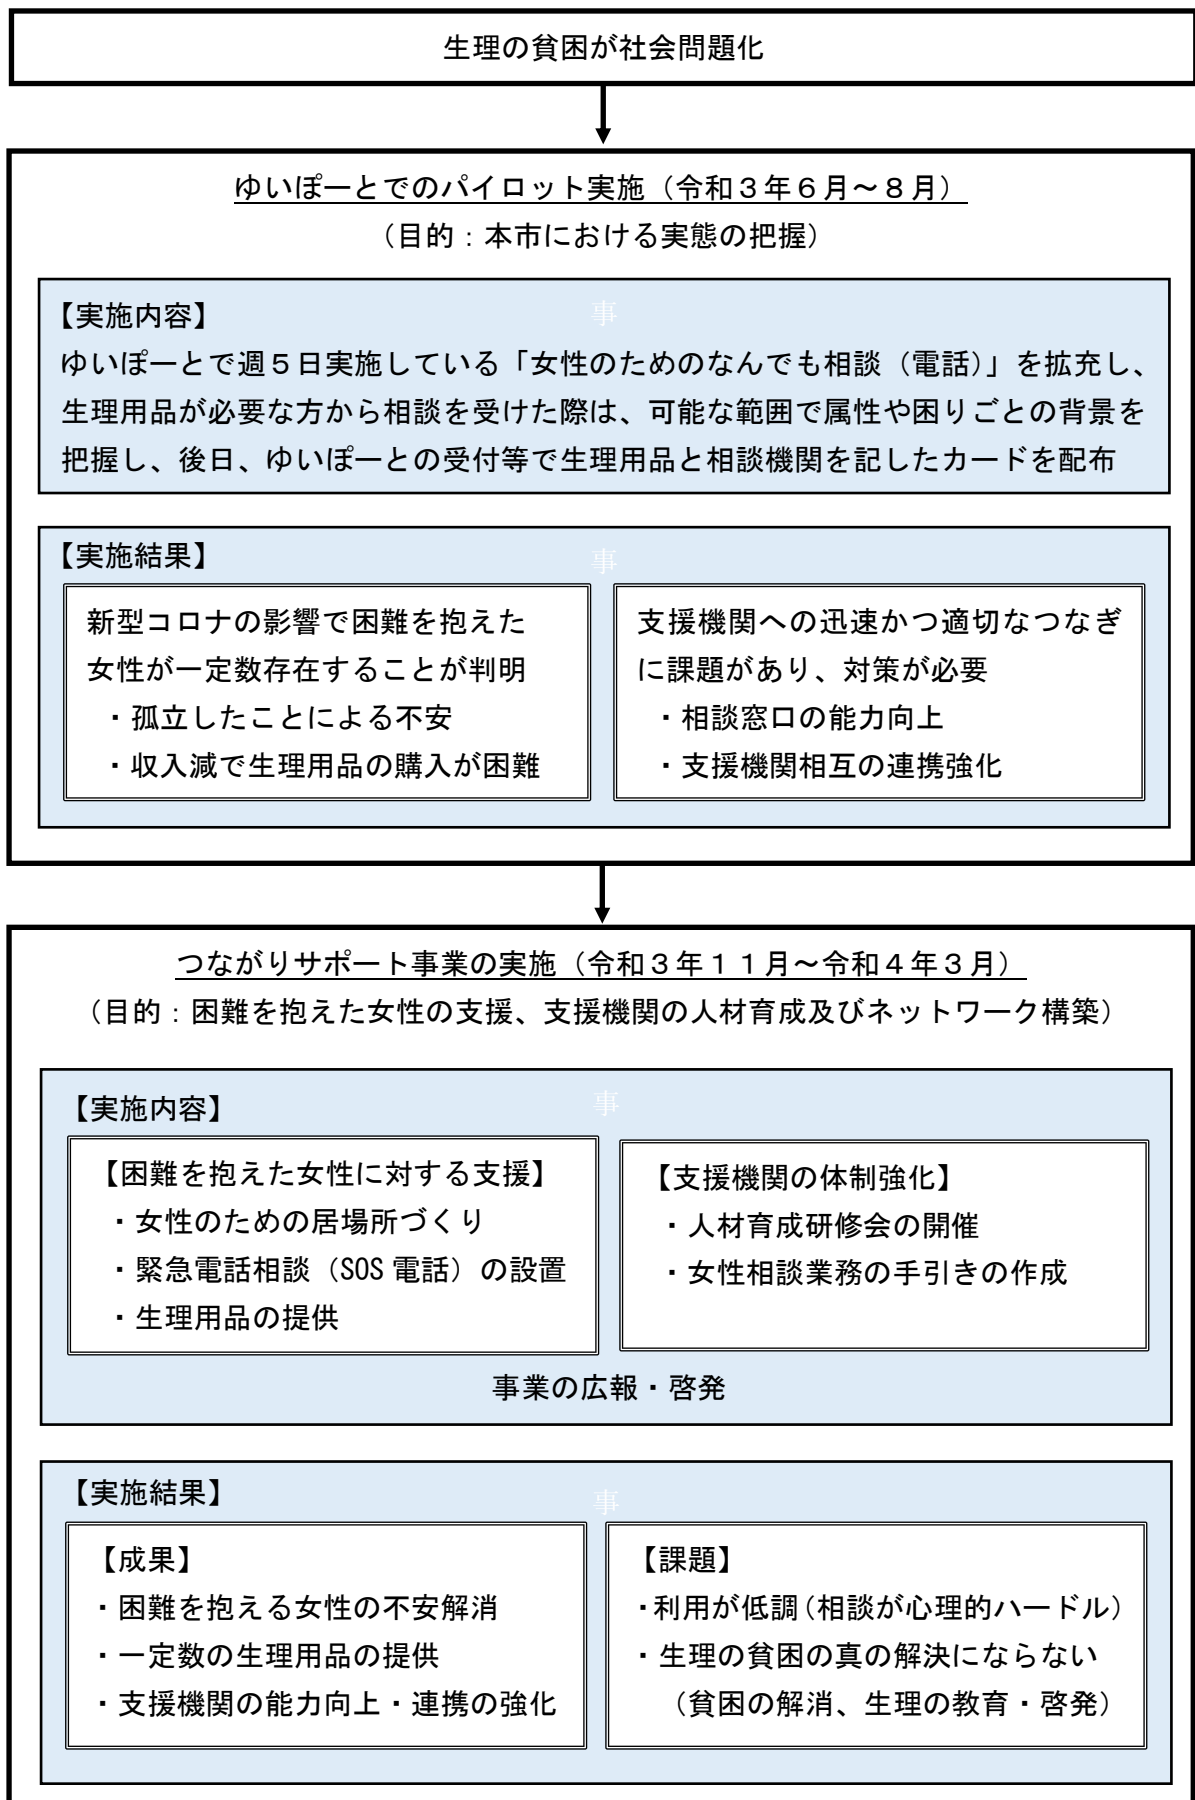 生理の貧困が社会問題化
ゆいぽーとでのパイロット実施（令和３年６月～８月）
（目的：本市における実態の把握）
【実施内容】
事
ゆいぽーとで週５日実施している「女性のためのなんでも相談（電話）」を拡充し、
生理用品が必要な方から相談を受けた際は、可能な範囲で属性や困りごとの背景を
把握し、後日、ゆいぽーとの受付等で生理用品と相談機関を記したカードを配布
【実施結果】
事
新型コロナの影響で困難を抱えた
女性が一定数存在することが判明
・孤立したことによる不安
・収入減で生理用品の購入が困難
支援機関への迅速かつ適切なつなぎ
に課題があり、対策が必要
・相談窓口の能力向上
・支援機関相互の連携強化
つながりサポート事業の実施（令和３年１１月～令和４年３月）
（目的：困難を抱えた女性の支援、支援機関の人材育成及びネットワーク構築）
【実施内容】
事
【困難を抱えた女性に対する支援】
・女性のための居場所づくり
・緊急電話相談（SOS 電話）の設置
・生理用品の提供
【支援機関の体制強化】
・人材育成研修会の開催
・女性相談業務の手引きの作成
事業の広報・啓発
【実施結果】
事
【成果】
・困難を抱える女性の不安解消
・一定数の生理用品の提供
・支援機関の能力向上・連携の強化
【課題】
・利用が低調（相談が心理的ハードル）
・生理の貧困の真の解決にならない
（貧困の解消、生理の教育・啓発）